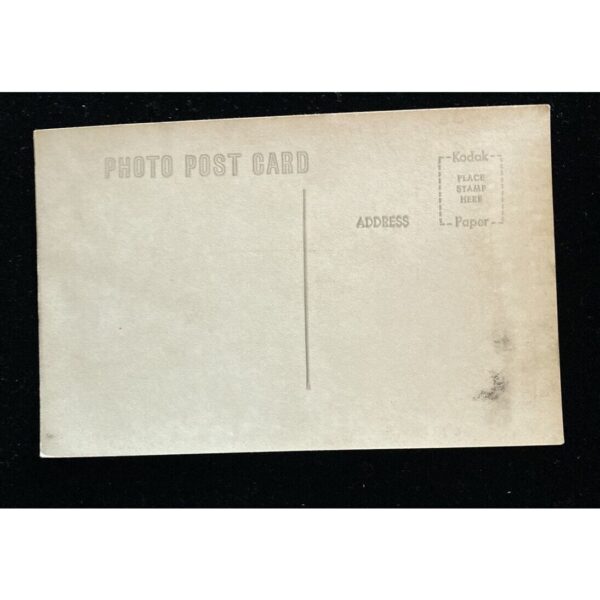 PHOTO POST CARD
Kodak
PLACE
STAMP
HERE
Paper
ADDRESS